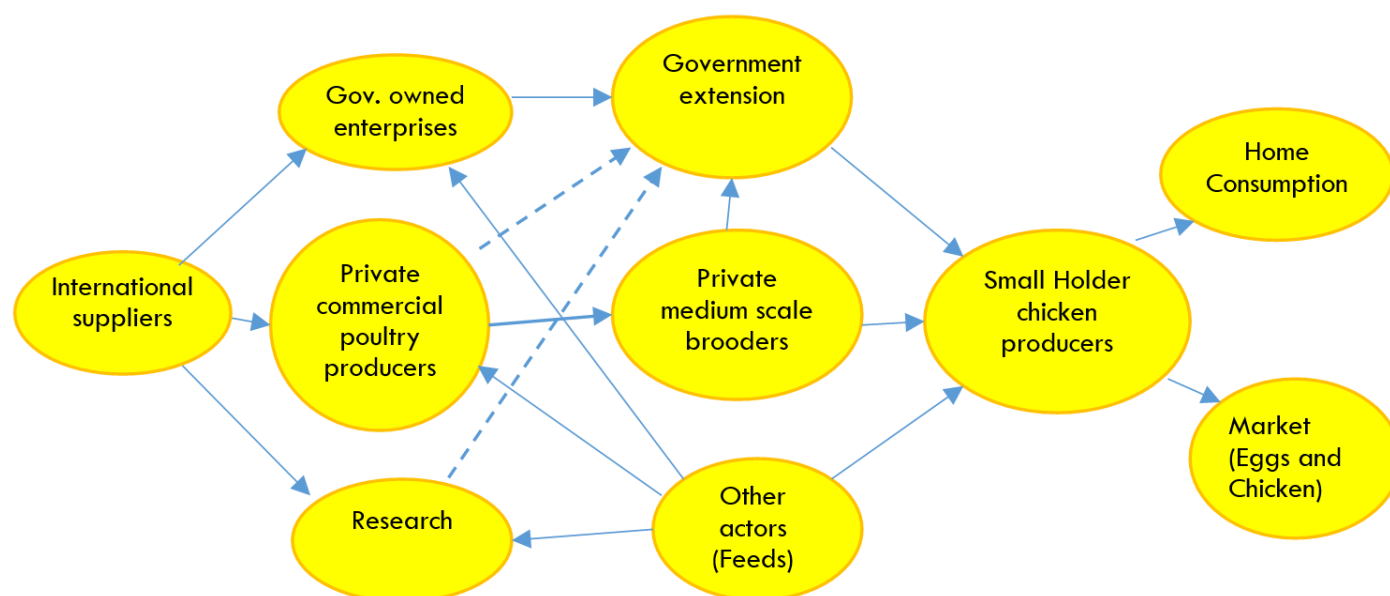 Government
extension
Gov. owned
enterprises
Home
Consumption
International
suppliers
Private
commercial
poultry
producers
Private
medium scale
brooders
Small Holder
chicken
producers
Market
(Eggs and
Chicken)
Research
Other
actors
(Feeds)